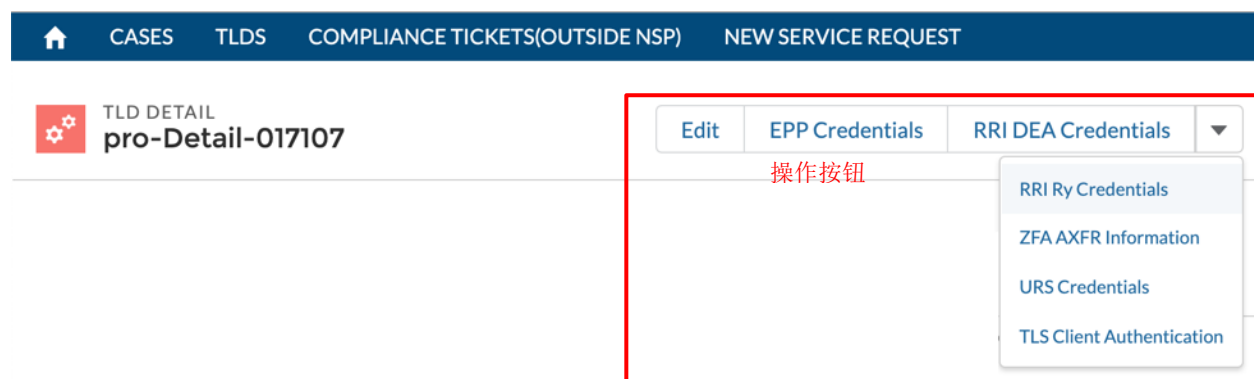 CASES TLDS COMPLIANCE TICKETS(OUTSIDE NSP) NEW SERVICE REQUEST
TLD DETAIL
pro-Detail-017107
Edit EPP Credentials RRI DEA Credentials
操作按钮
RRI Ry Credentials
ZFA AXFR Information
URS Credentials
TLS Client Authentication